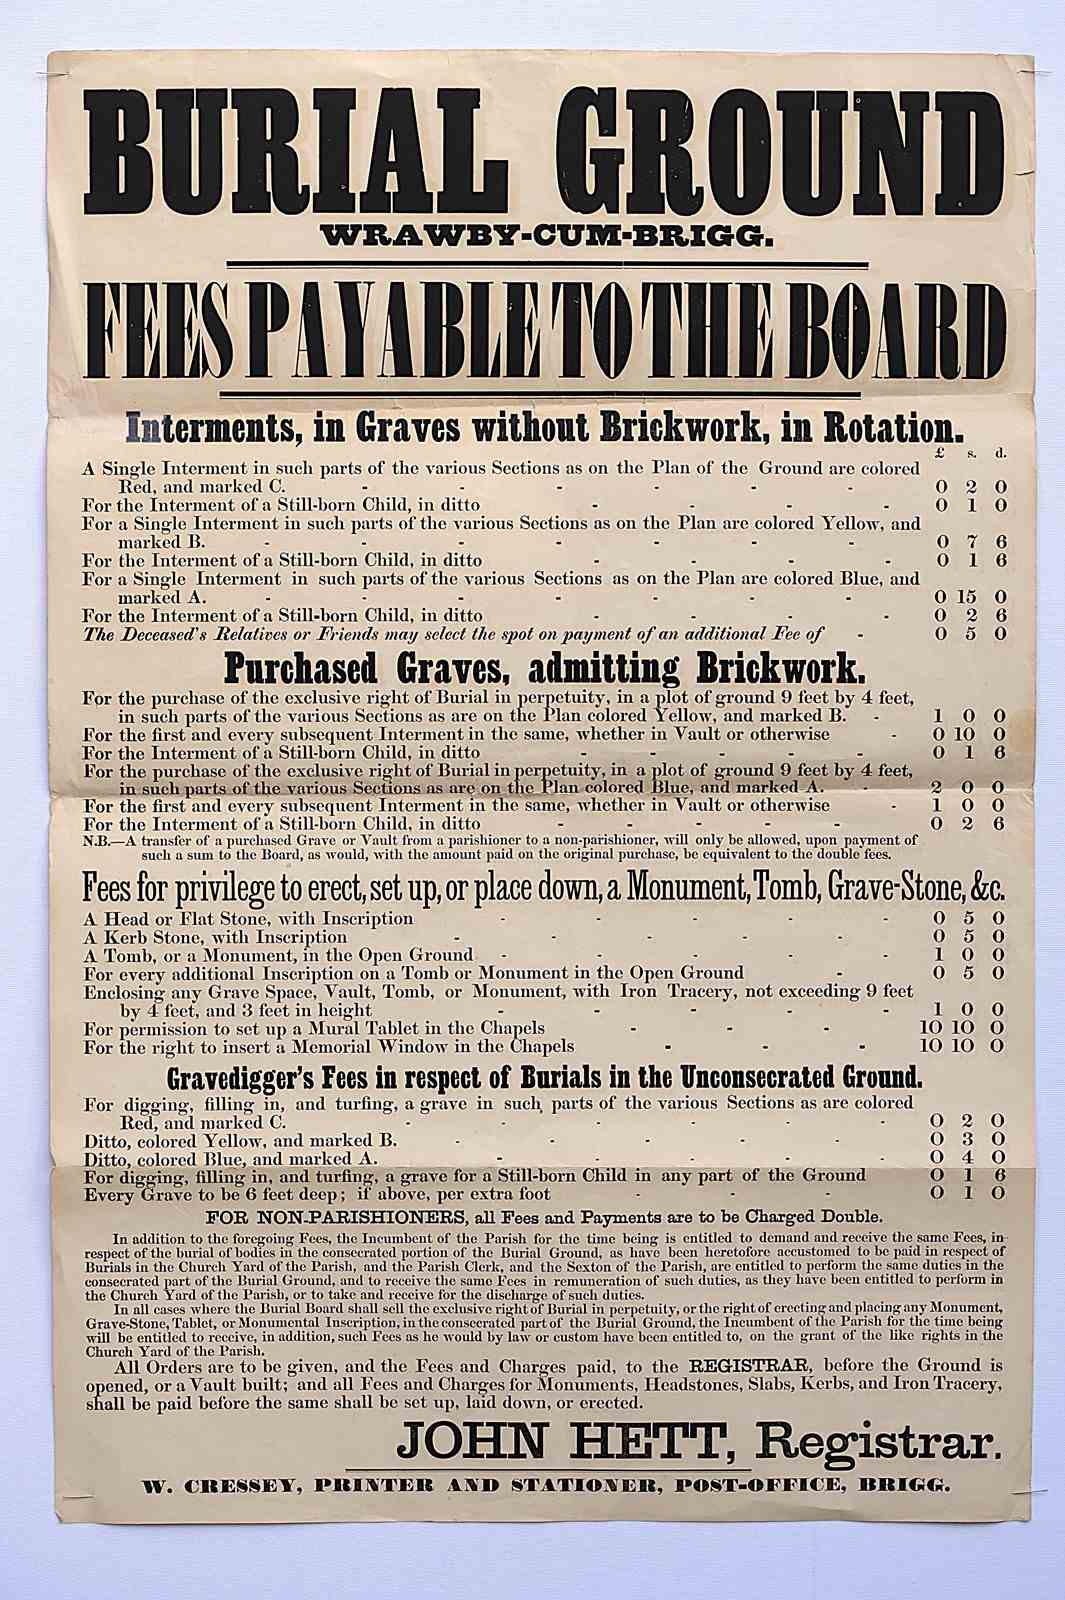 BURIAL GROUND
WRAWBY-CUM-BRIGG.
FEES PAYABLE TO THE BOARD
Interments, in Graves without Brickwork, in Rotation.
£ s. d.
A Single Interment in such parts of the various Sections as on the Plan of the Ground are colored
Red, and marked C. - - - - - - 0 2 0
For the Interment of a Still-born Child, in ditto - - - - 0 1 0
For a Single Interment in such parts of the various Sections as on the Plan are colored Yellow, and
marked B. - - - - - - - 0 7 6
For the Interment of a Still-born Child, in ditto - - - - 0 1 6
For a Single Interment in such parts of the various Sections as on the Plan are colored Blue, and
marked A. - - - - - - - 0 15 0
For the Interment of a Still-born Child, in ditto - - - - 0 2 6
The Deceased's Relatives or Friends may select the spot on payment of an additional Fee of - 0 5 0
Purchased Graves, admitting Brickwork.
For the purchase of the exclusive right of Burial in perpetuity, in a plot of ground 9 feet by 4 feet,
in such parts of the various Sections as are on the Plan colored Yellow, and marked B. - 1 0 0
For the first and every subsequent Interment in the same, whether in Vault or otherwise - 0 10 0
For the Interment of a Still-born Child, in ditto - - - - 0 1 6
For the purchase of the exclusive right of Burial in perpetuity, in a plot of ground 9 feet by 4 feet,
in such parts of the various Sections as are on the Plan colored Blue, and marked A. - 2 0 0
For the first and every subsequent Interment in the same, whether in Vault or otherwise - 1 0 0
For the Interment of a Still-born Child, in ditto - - - - 0 2 6
N.B.—A transfer of a purchased Grave or Vault from a parishioner to a non-parishioner, will only be allowed, upon payment of
such a sum to the Board, as would, with the amount paid on the original purchase, be equivalent to the double fees.
Fees for privilege to erect, set up, or place down, a Monument, Tomb, Grave-Stone, &c.
A Head or Flat Stone, with Inscription - - - - - 0 5 0
A Kerb Stone, with Inscription - - - - - 0 5 0
A Tomb, or a Monument, in the Open Ground - - - - - 1 0 0
For every additional Inscription on a Tomb or Monument in the Open Ground - 0 5 0
Enclosing any Grave Space, Vault, Tomb, or Monument, with Iron Tracery, not exceeding 9 feet
by 4 feet, and 3 feet in height - - - - - 1 0 0
For permission to set up a Mural Tablet in the Chapels - - - 10 10 0
For the right to insert a Memorial Window in the Chapels - - - 10 10 0
Gravedigger's Fees in respect of Burials in the Unconsecrated Ground.
For digging, filling in, and turfing, a grave in such parts of the various Sections as are colored
Red, and marked C. - - - - - - 0 2 0
Ditto, colored Yellow, and marked B. - - - - - 0 3 0
Ditto, colored Blue, and marked A. - - - - - 0 4 0
For digging, filling in, and turfing, a grave for a Still-born Child in any part of the Ground 0 1 6
Every Grave to be 6 feet deep; if above, per extra foot - - - 0 1 0
FOR NON-PARISHIONERS, all Fees and Payments are to be Charged Double.
In addition to the foregoing Fees, the Incumbent of the Parish for the time being is entitled to demand and receive the same Fees, in
respect of the burial of bodies in the consecrated portion of the Burial Ground, as have been heretofore accustomed to be paid in respect of
Burials in the Church Yard of the Parish, and the Parish Clerk, and the Sexton of the Parish, are entitled to perform the same duties in the
consecrated part of the Burial Ground, and to receive the same Fees in remuneration of such duties, as they have been entitled to perform in
the Church Yard of the Parish, or to take and receive for the discharge of such duties.
In all cases where the Burial Board shall sell the exclusive right of Burial in perpetuity, or the right of erecting and placing any Monument,
Grave-Stone, Tablet, or Monumental Inscription, in the consecrated part of the Burial Ground, the Incumbent of the Parish for the time being
will be entitled to receive, in addition, such Fees as he would by law or custom have been entitled to, on the grant of the like rights in the
Church Yard of the Parish.
All Orders are to be given, and the Fees and Charges paid, to the REGISTRAR, before the Ground is
opened, or a Vault built; and all Fees and Charges for Monuments, Headstones, Slabs, Kerbs, and Iron Tracery,
shall be paid before the same shall be set up, laid down, or erected.
JOHN HETT, Registrar.
W. CRESSEY, PRINTER AND STATIONER, POST-OFFICE, BRIGG.